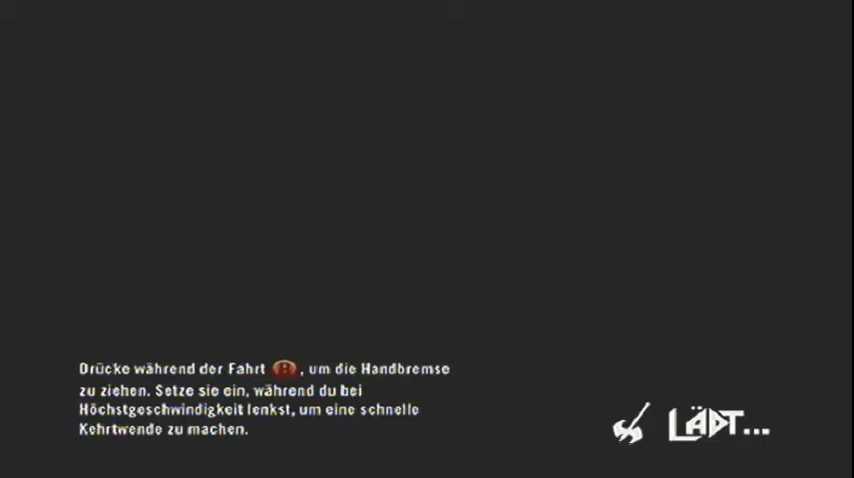 Drücke während der Fahrt B, um die Handbremse
zu ziehen. Setze sie ein, während du bei
Höchstgeschwindigkeit lenkst, um eine schnelle
Kehrtwende zu machen.
LÄDT...